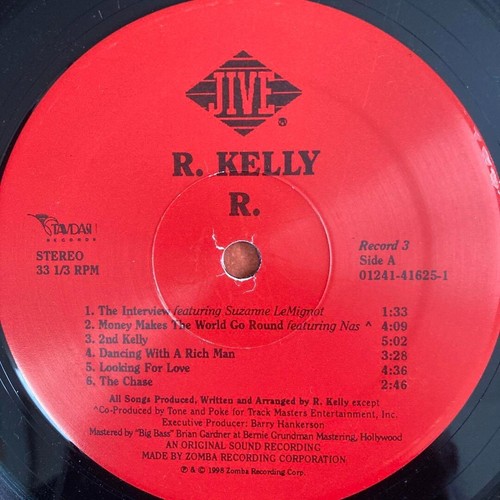 JIVE
®
R. KELLY
R.
TAVDASH
RECORDS
STEREO
33 1/3 RPM
Record 3
Side A
01241-41625-1
1. The Interview featuring Suzanne LeMignot 1:33
2. Money Makes The World Go Round featuring Nas ^ 4:09
3. 2nd Kelly 5:02
4. Dancing With A Rich Man 3:28
5. Looking For Love 4:36
6. The Chase 2:46
All Songs Produced, Written and Arranged by R. Kelly except
^Co-Produced by Tone and Poke for Track Masters Entertainment, Inc.
Executive Producer: Barry Hankerson
Mastered by "Big Bass" Brian Gardner at Bernie Grundman Mastering, Hollywood
AN ORIGINAL SOUND RECORDING
MADE BY ZOMBA RECORDING CORPORATION
℗ & © 1998 Zomba Recording Corp.